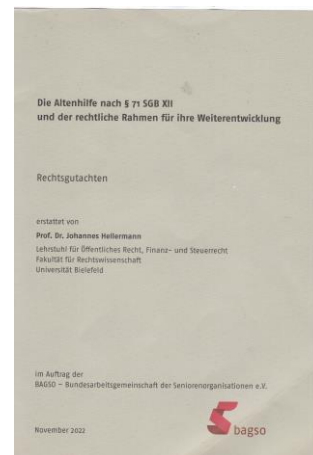 Die Altenhilfe nach § 71 SGB XII
und der rechtliche Rahmen für ihre Weiterentwicklung
Rechtsgutachten
erstattet von
Prof. Dr. Johannes Hellermann
Lehrstuhl für Öffentliches Recht, Finanz- und Steuerrecht
Fakultät für Rechtswissenschaft
Universität Bielefeld
im Auftrag der
BAGSO – Bundesarbeitsgemeinschaft der Seniorenorganisationen e.V.
November 2022
bagso